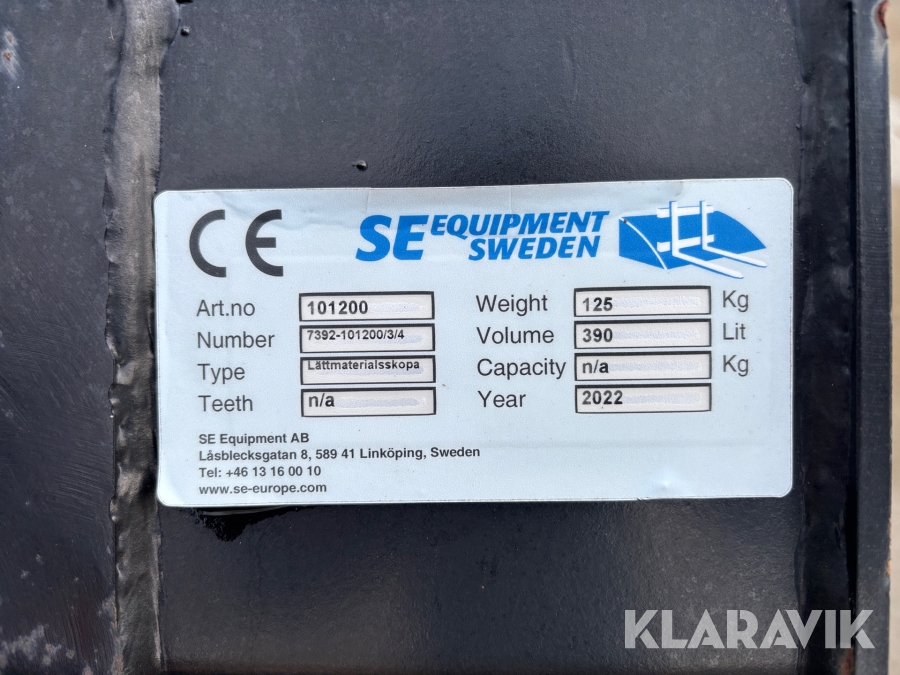 CE
SE EQUIPMENT SWEDEN
Art.no 101200
Number 7392-101200/3/4
Type Lättmaterialsskopa
Teeth n/a
Weight 125 Kg
Volume 390 Lit
Capacity n/a Kg
Year 2022
SE Equipment AB
Låsblecksgatan 8, 589 41 Linköping, Sweden
Tel: +46 13 16 00 10
www.se-europe.com
KLARAVIK